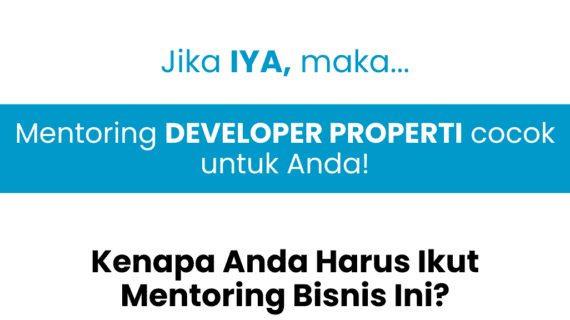 Jika IYA, maka...
Mentoring DEVELOPER PROPERTI cocok
untuk Anda!
Kenapa Anda Harus Ikut
Mentoring Bisnis Ini?